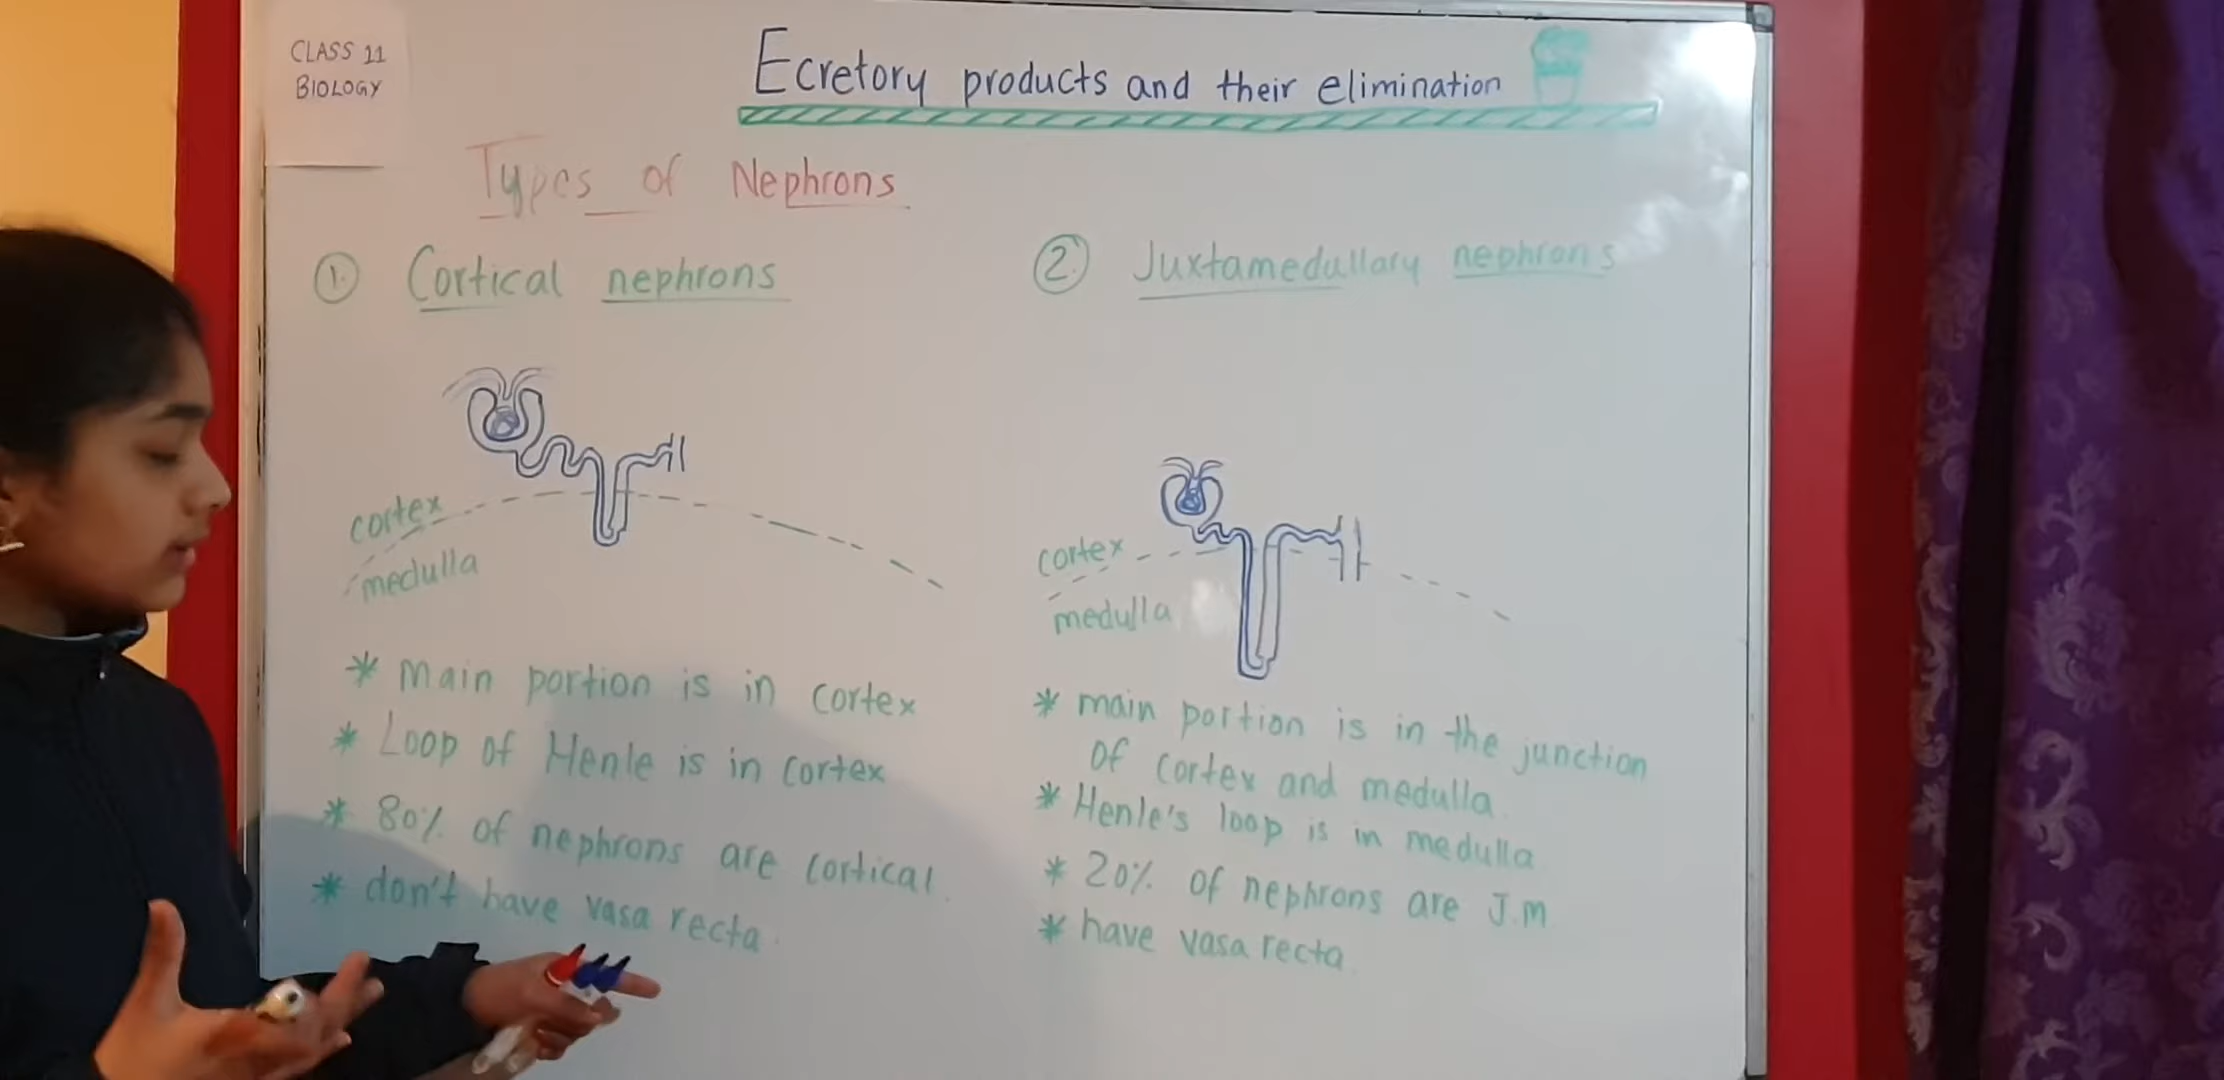 CLASS 11
BIOLOGY
Ecretory products and their elimination
Types of Nephrons
1. Cortical nephrons
cortex
medulla
* main portion is in cortex
* Loop of Henle is in cortex
* 80% of nephrons are cortical.
* don't have vasa recta.
2. Juxtamedullary nephrons
cortex
medulla
* main portion is in the junction
of cortex and medulla.
* Henle's loop is in medulla
* 20% of nephrons are J.M
* have vasa recta.